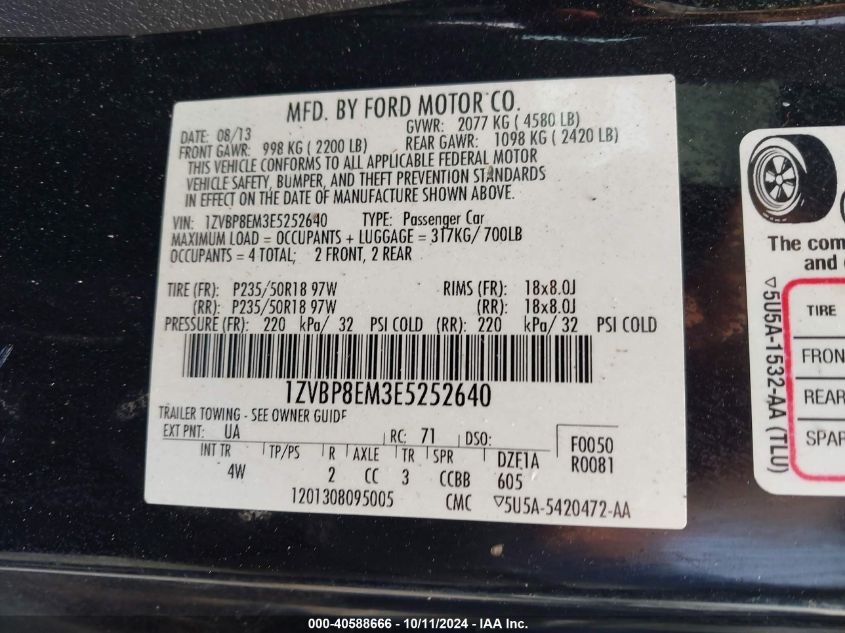 MFD. BY FORD MOTOR CO.
DATE: 08/13 GVWR: 2077 KG ( 4580 LB)
FRONT GAWR: 998 KG ( 2200 LB) REAR GAWR: 1098 KG ( 2420 LB)
THIS VEHICLE CONFORMS TO ALL APPLICABLE FEDERAL MOTOR
VEHICLE SAFETY, BUMPER, AND THEFT PREVENTION STANDARDS
IN EFFECT ON THE DATE OF MANUFACTURE SHOWN ABOVE.
VIN: 1ZVBP8EM3E5252640 TYPE: Passenger Car
MAXIMUM LOAD = OCCUPANTS + LUGGAGE = 317KG/ 700LB
OCCUPANTS = 4 TOTAL; 2 FRONT, 2 REAR
TIRE (FR): P235/50R18 97W RIMS (FR): 18x8.0J
(RR): P235/50R18 97W (RR): 18x8.0J
PRESSURE (FR): 220 kPa/ 32 PSI COLD (RR): 220 kPa/ 32 PSI COLD
1ZVBP8EM3E5252640
TRAILER TOWING - SEE OWNER GUIDE
EXT PNT: UA RC: 71 DSO: F0050
INT TR TP/PS R AXLE TR SPR DZF1A R0081
4W 2 CC 3 CCBB 605
1201308095005 CMC ▽5U5A-5420472-AA
The com
and
▽5U5A-1532-AA (TLU)
TIRE
FRON
REAR
SPAR
000-40588666 - 10/11/2024 - IAA Inc.